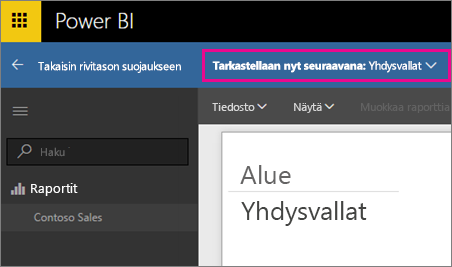 Power BI
Takaisin rivitason suojaukseen
Tarkastellaan nyt seuraavana: Yhdysvallat
Tiedosto Näytä Muokkaa raporttia
Haku
Raportit
Contoso Sales
Alue
Yhdysvallat